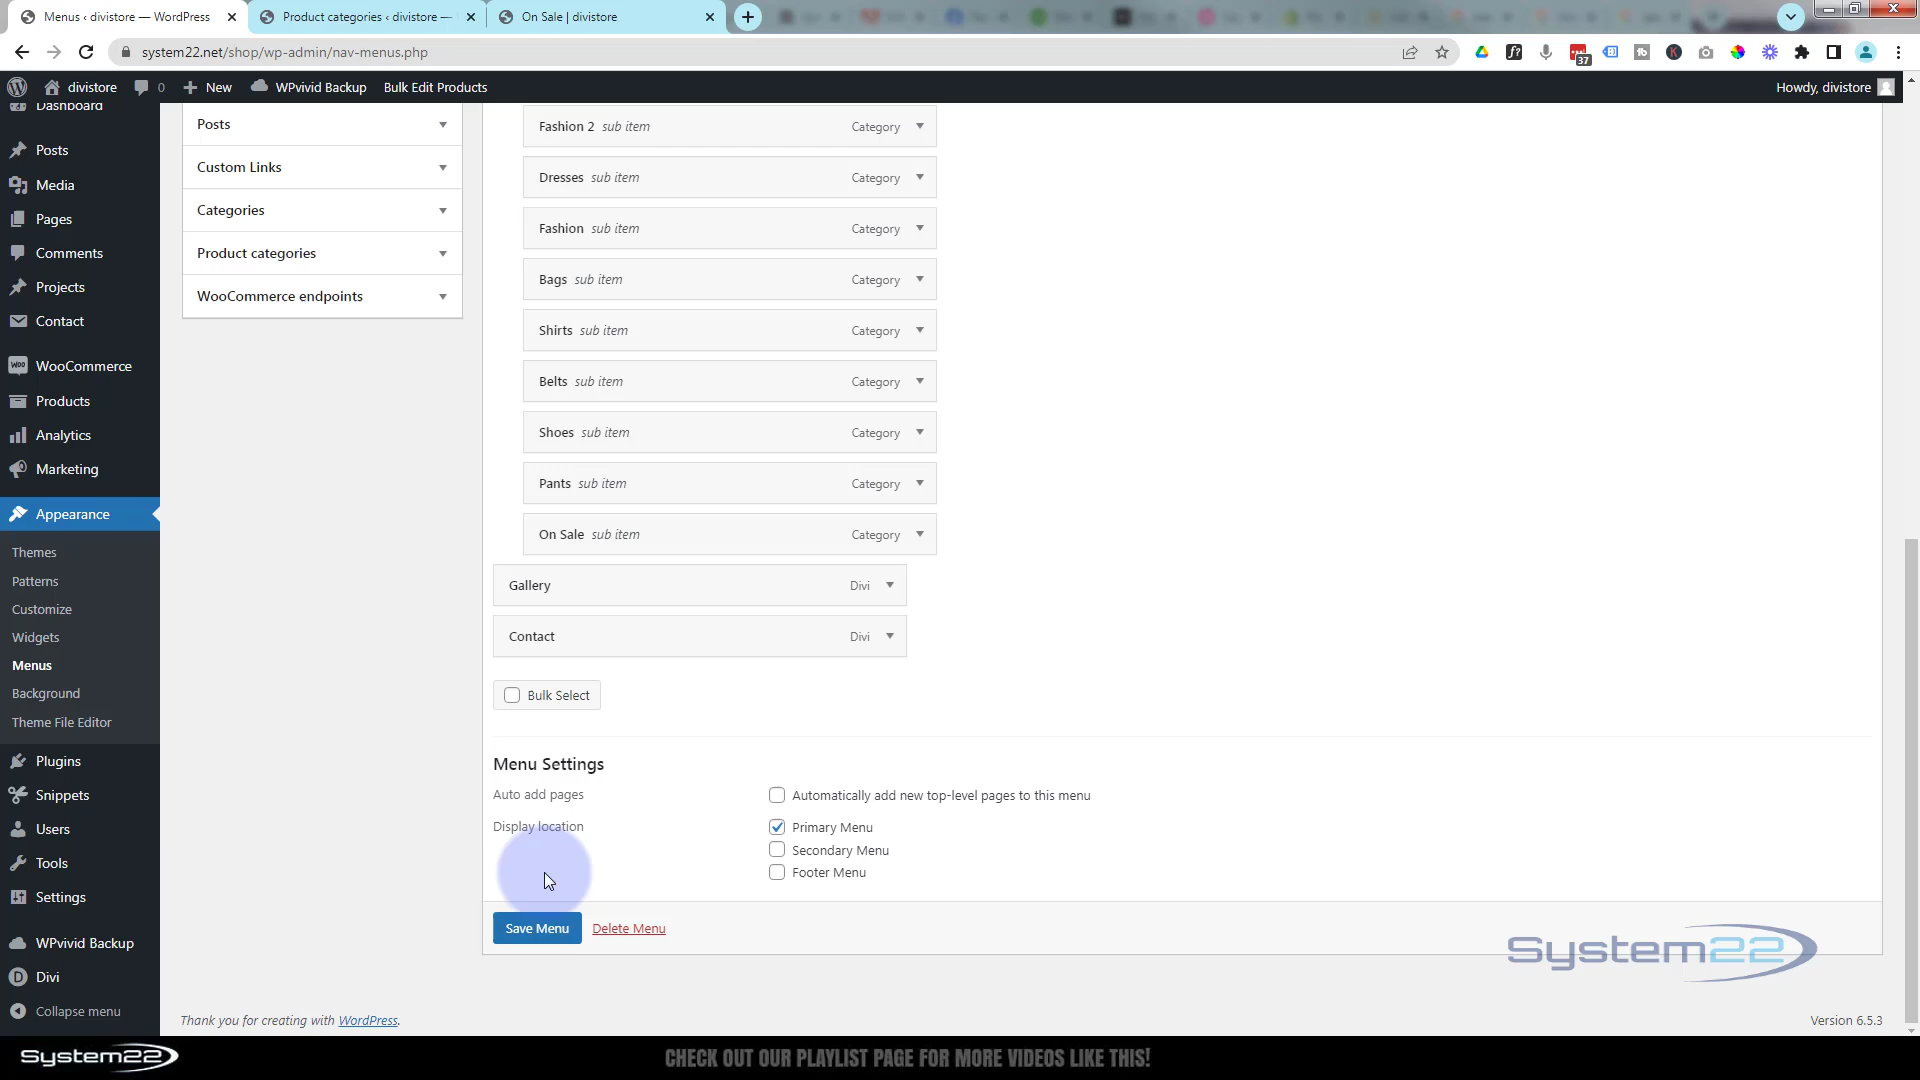 Menus ‹ divistore — WordPress
Product categories ‹ divistore —
On Sale | divistore
system22.net/shop/wp-admin/nav-menus.php
37
divistore
0
New
WPvivid Backup
Bulk Edit Products
Howdy, divistore
Dashboard
Posts
Media
Pages
Comments
Projects
Contact
WooCommerce
Products
Analytics
Marketing
Appearance
Themes
Patterns
Customize
Widgets
Menus
Background
Theme File Editor
Plugins
Snippets
Users
Tools
Settings
WPvivid Backup
Divi
Collapse menu
Posts
Custom Links
Categories
Product categories
WooCommerce endpoints
Fashion 2 sub item Category
Dresses sub item Category
Fashion sub item Category
Bags sub item Category
Shirts sub item Category
Belts sub item Category
Shoes sub item Category
Pants sub item Category
On Sale sub item Category
Gallery Divi
Contact Divi
Bulk Select
Menu Settings
Auto add pages
Automatically add new top-level pages to this menu
Display location
Primary Menu
Secondary Menu
Footer Menu
Save Menu
Delete Menu
System22
Thank you for creating with WordPress.
Version 6.5.3
System22
CHECK OUT OUR PLAYLIST PAGE FOR MORE VIDEOS LIKE THIS!